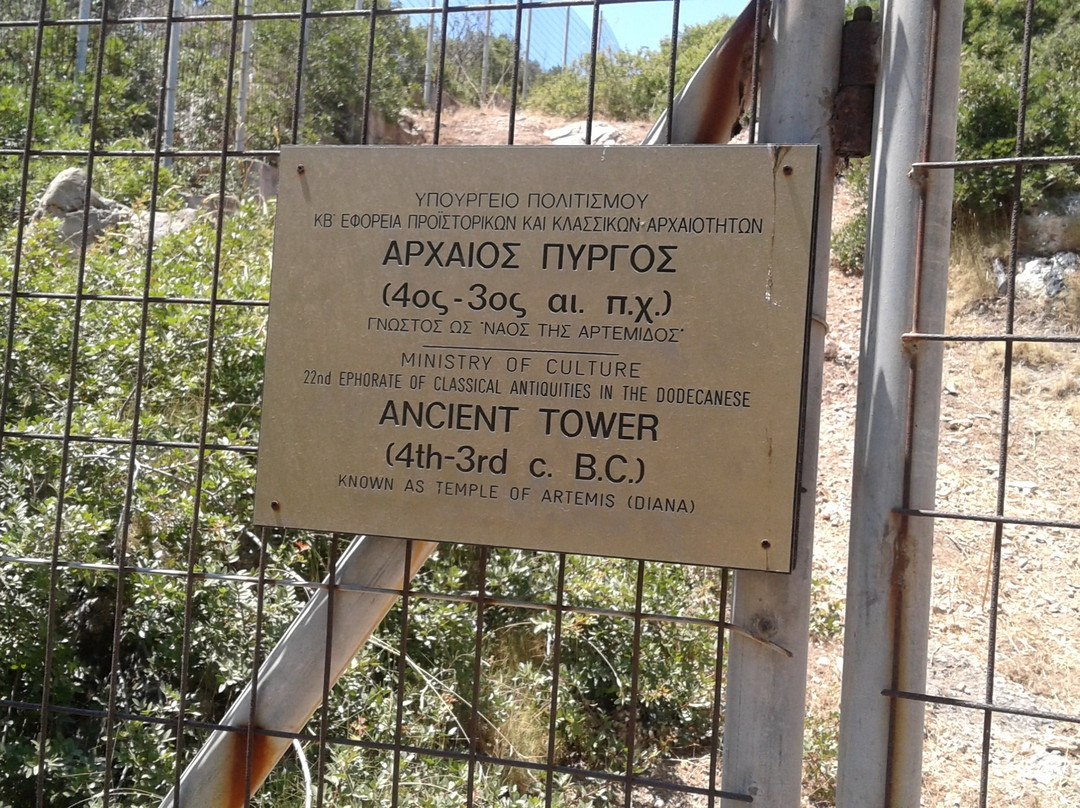 ΥΠΟΥΡΓΕΙΟ ΠΟΛΙΤΙΣΜΟΥ
ΚΒ' ΕΦΟΡΕΙΑ ΠΡΟΪΣΤΟΡΙΚΩΝ ΚΑΙ ΚΛΑΣΣΙΚΩΝ ΑΡΧΑΙΟΤΗΤΩΝ
ΑΡΧΑΙΟΣ ΠΥΡΓΟΣ
(4ος-3ος αι. π.χ.)
ΓΝΩΣΤΟΣ ΩΣ "ΝΑΟΣ ΤΗΣ ΑΡΤΕΜΙΔΟΣ"
MINISTRY OF CULTURE
22nd EPHORATE OF CLASSICAL ANTIQUITIES IN THE DODECANESE
ANCIENT TOWER
(4th-3rd c. B.C.)
KNOWN AS TEMPLE OF ARTEMIS (DIANA)